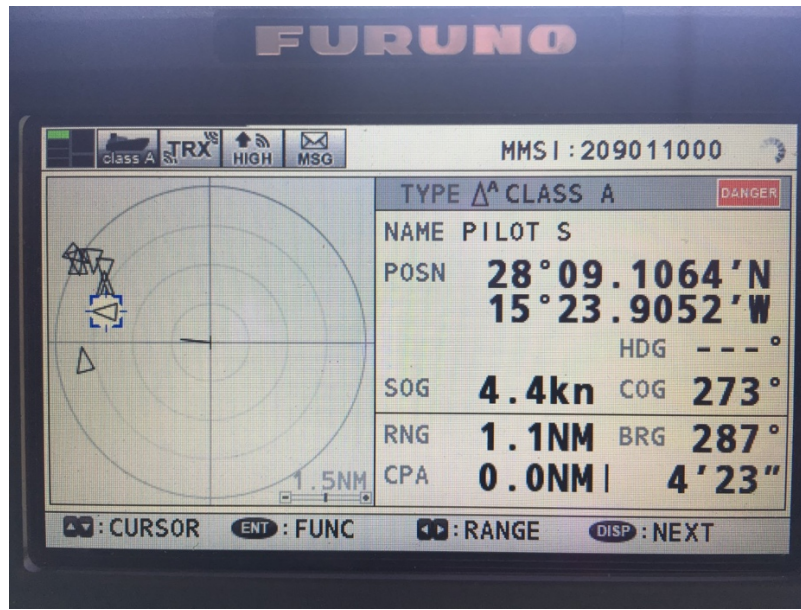 FURUNO
class A TRX HIGH MSG MMSI:209011000
TYPE A CLASS A DANGER
NAME PILOT S
POSN 28°09.1064'N
15°23.9052'W
HDG ---°
SOG 4.4kn COG 273°
RNG 1.1NM BRG 287°
1.5NM
CPA 0.0NM 4'23"
:CURSOR ENT:FUNC :RANGE DISP:NEXT